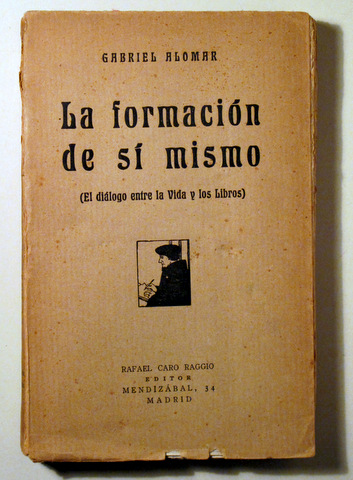 GABRIEL ALOMAR
La formación
de sí mismo
(El diálogo entre la Vida y los Libros)
RAFAEL CARO RAGGIO
EDITOR
MENDIZÁBAL, 34
MADRID